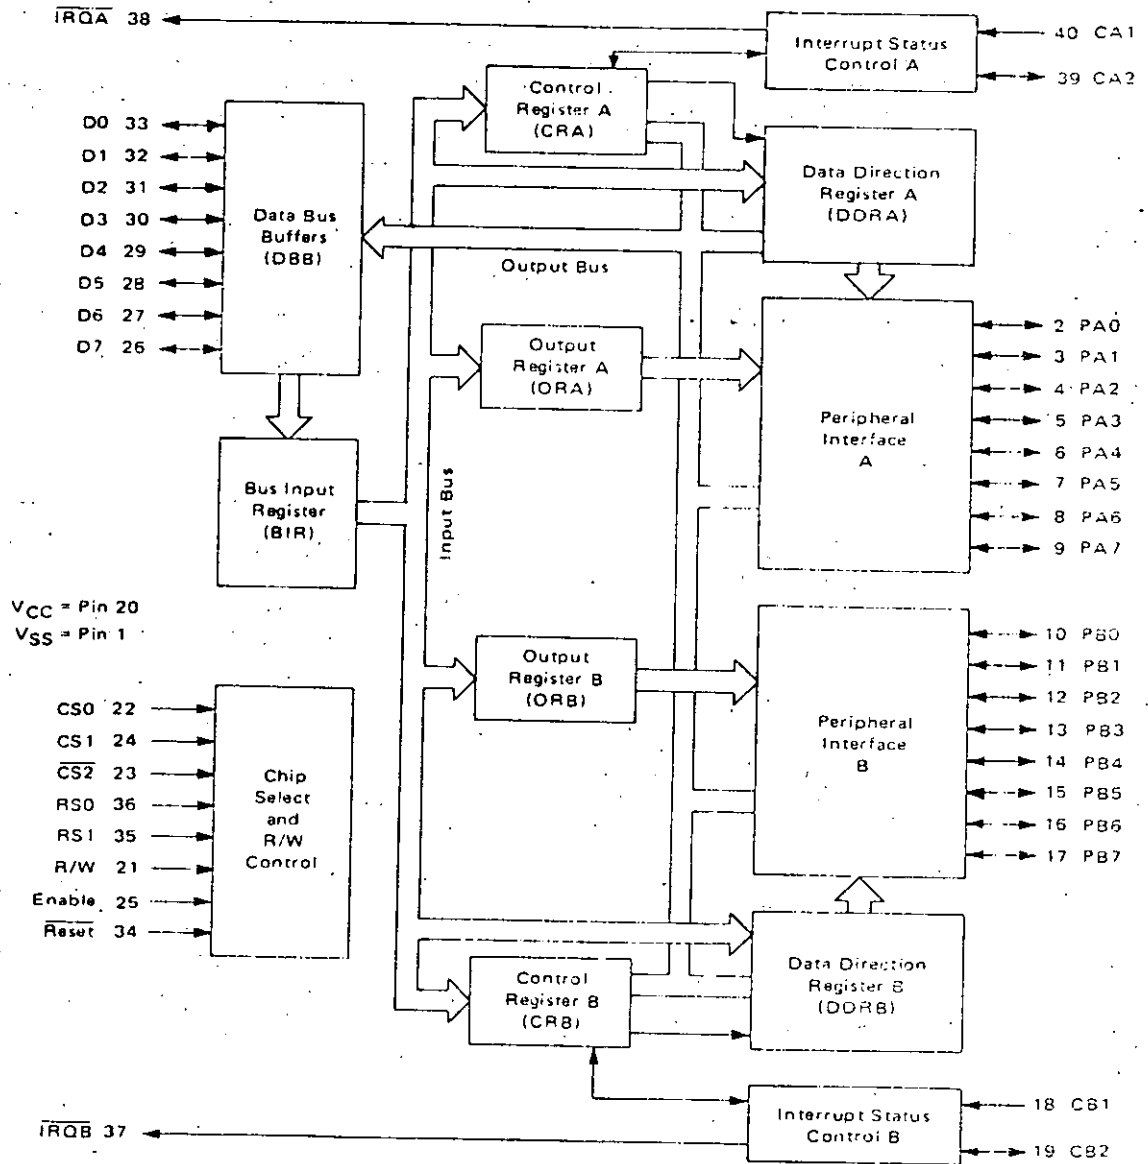 IRQA 38
Interrupt Status
Control A
40 CA1
39 CA2
Control
Register A
(CRA)
D0 33
D1 32
D2 31
D3 30
D4 29
D5 28
D6 27
D7 26
Data Bus
Buffers
(DBB)
Data Direction
Register A
(DDRA)
Output Bus
Output
Register A
(ORA)
Peripheral
Interface
A
2 PA0
3 PA1
4 PA2
5 PA3
6 PA4
7 PA5
8 PA6
9 PA7
Bus Input
Register
(BIR)
Input Bus
VCC = Pin 20
VSS = Pin 1
Output
Register B
(ORB)
Peripheral
Interface
B
10 PB0
11 PB1
12 PB2
13 PB3
14 PB4
15 PB5
16 PB6
17 PB7
CS0 22
CS1 24
CS2 23
RS0 36
RS1 35
R/W 21
Enable 25
Reset 34
Chip
Select
and
R/W
Control
Control
Register B
(CRB)
Data Direction
Register B
(DDRB)
Interrupt Status
Control B
18 CB1
19 CB2
IRQB 37